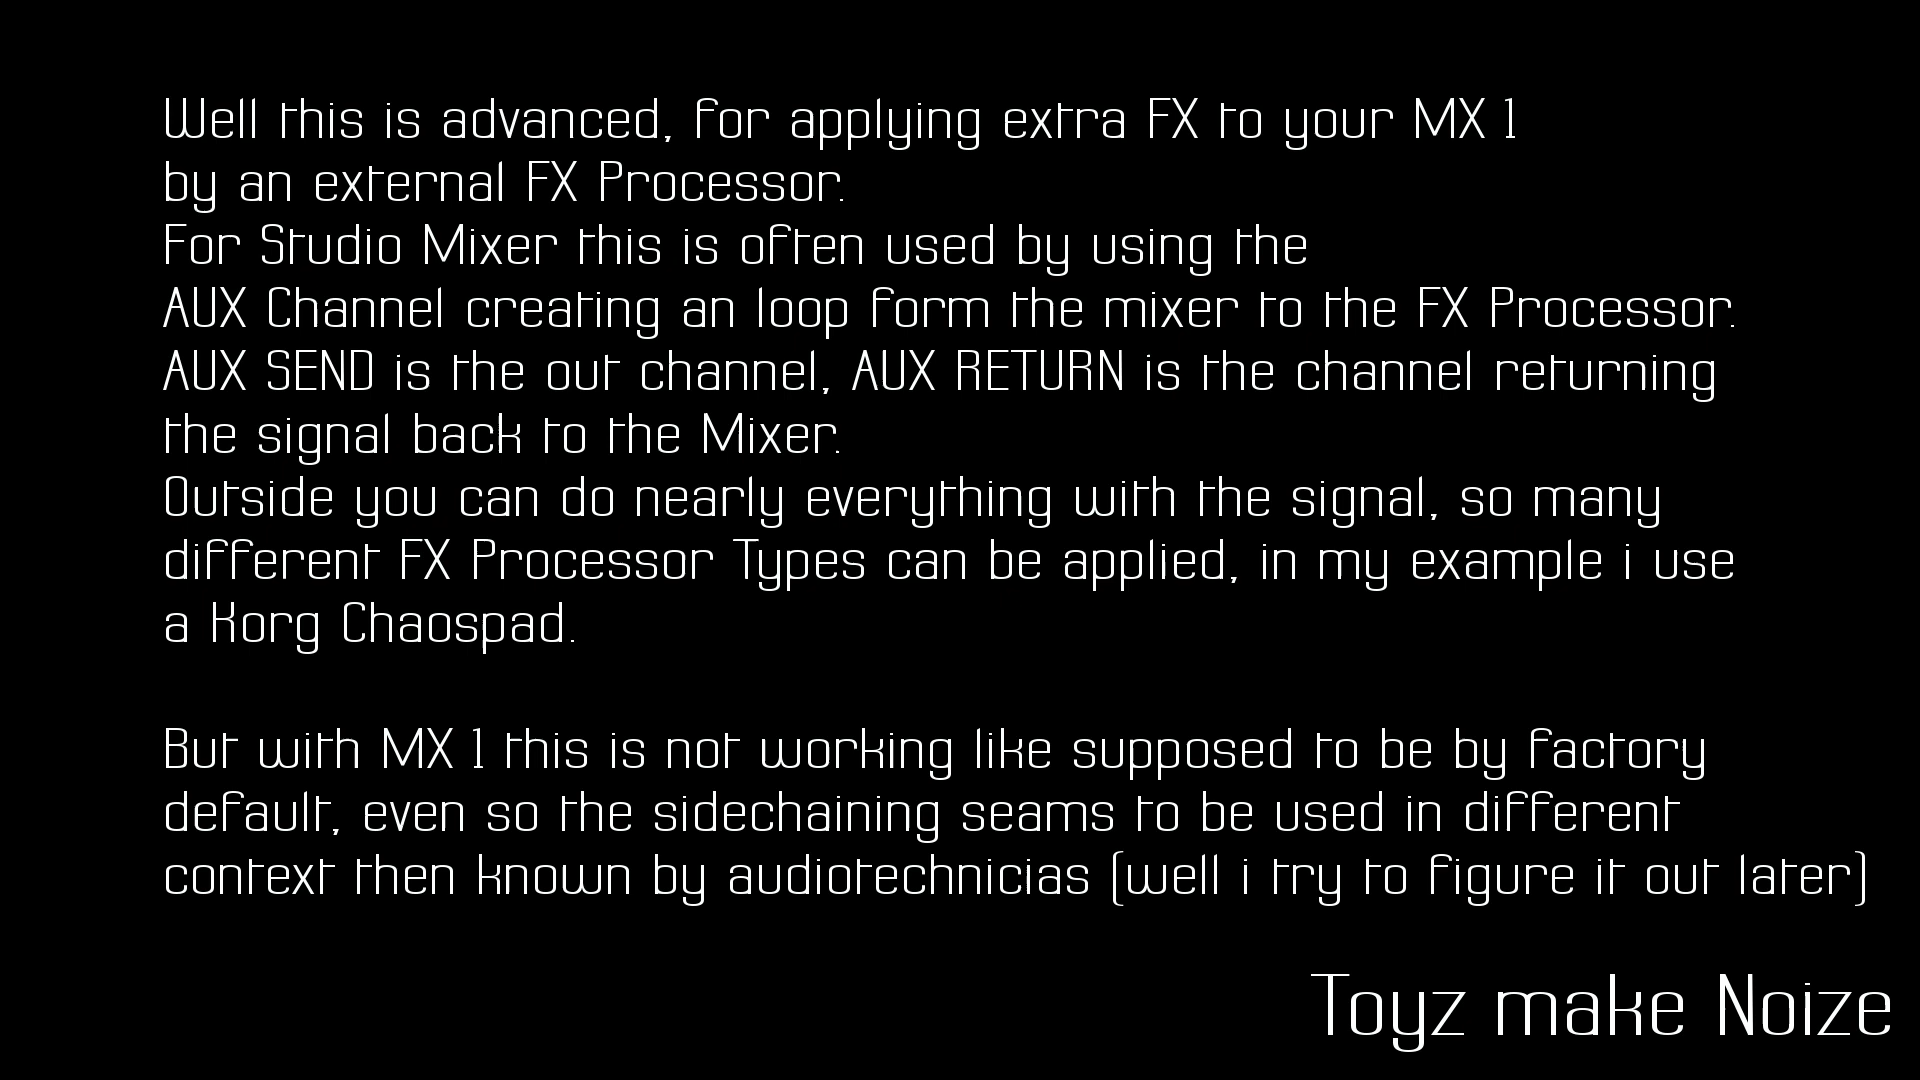 Well this is advanced, for applying extra FX to your MX 1
by an external FX Processor.
For Studio Mixer this is often used by using the
AUX Channel creating an loop form the mixer to the FX Processor.
AUX SEND is the out channel, AUX RETURN is the channel returning
the signal back to the Mixer.
Outside you can do nearly everything with the signal, so many
different FX Processor Types can be applied, in my example i use
a Korg Chaospad.
But with MX 1 this is not working like supposed to be by factory
default, even so the sidechaining seams to be used in different
context then known by audiotechnicias (well i try to figure it out later)
Toyz make Noize